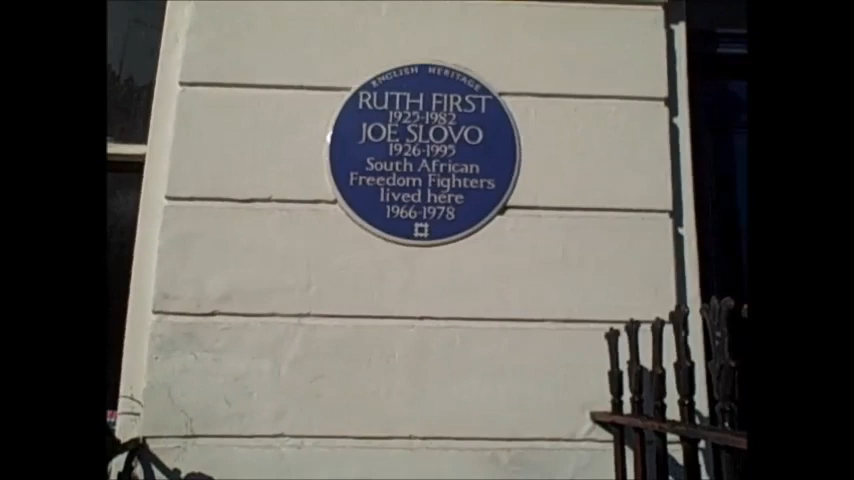 ENGLISH HERITAGE
RUTH FIRST
1925-1982
JOE SLOVO
1926-1995
South African
Freedom Fighters
lived here
1966-1978